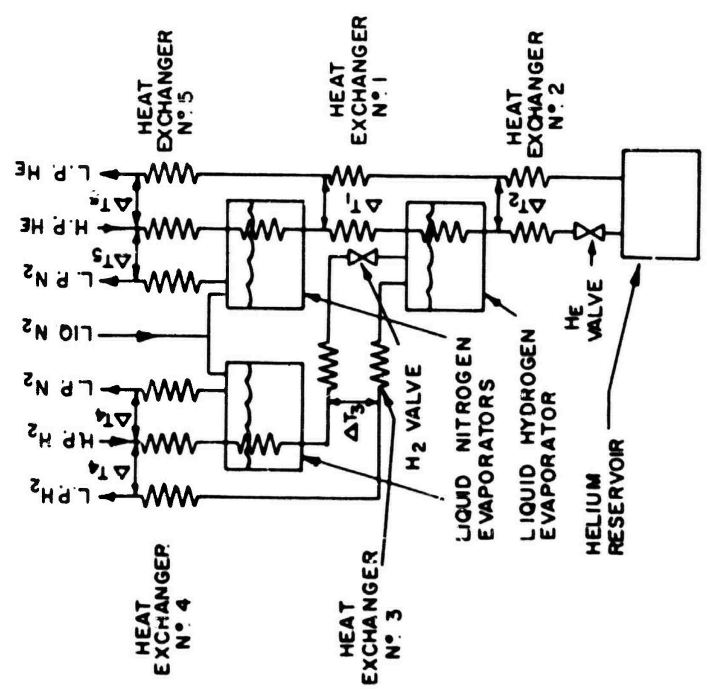 HEAT
EXCHANGER
Nº. 5
HEAT
EXCHANGER
Nº. 1
HEAT
EXCHANGER
Nº. 2
L. P. HE
ΔT5
H.P. HE
ΔT5
L. P. N2
LIQ N2
L. P. N2
ΔT4
H.P. H2
ΔT4
L.P.H2
ΔT1
ΔT2
ΔT3
HE
VALVE
H2 VALVE
LIQUID NITROGEN
EVAPORATORS
LIQUID HYDROGEN
EVAPORATOR
HELIUM
RESERVOIR
HEAT
EXCHANGER
Nº. 4
HEAT
EXCHANGER
Nº. 3